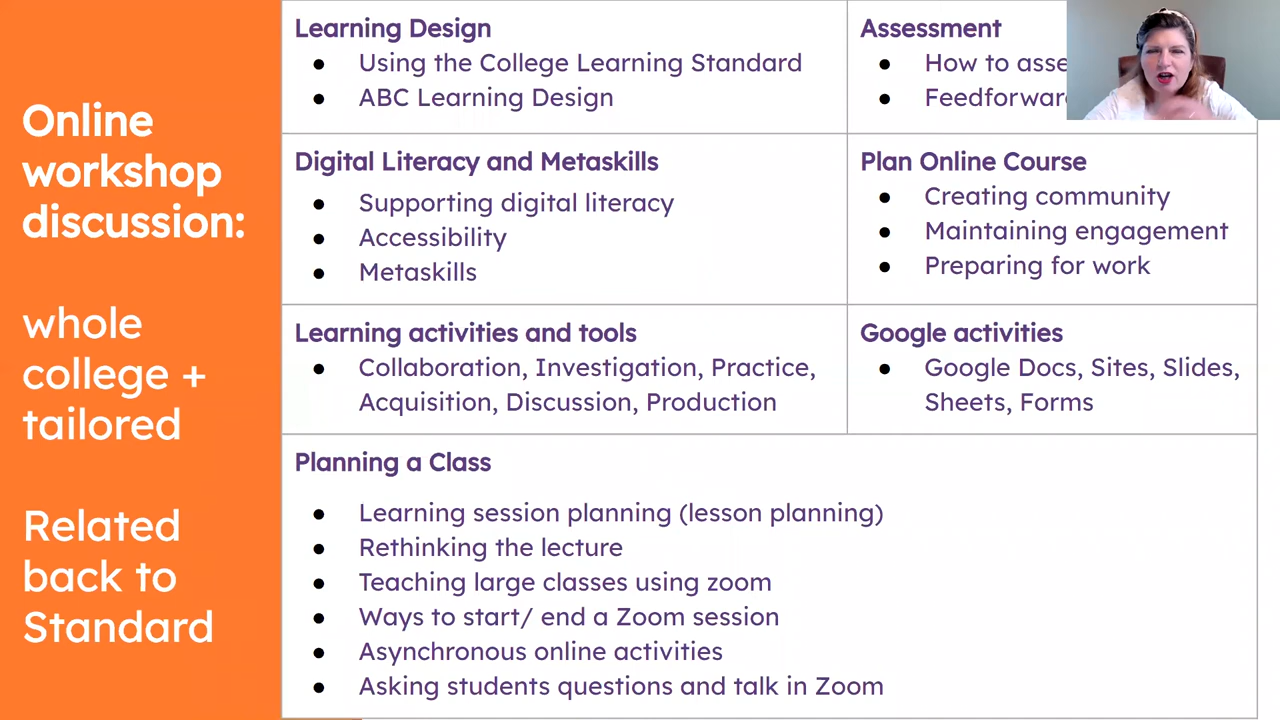 Online
workshop
discussion:
whole
college +
tailored
Related
back to
Standard
Learning Design
● Using the College Learning Standard
● ABC Learning Design
Assessment
● How to
●
Digital Literacy and Metaskills
● Supporting digital literacy
● Accessibility
● Metaskills
Plan Online Course
● Creating community
● Maintaining engagement
● Preparing for work
Learning activities and tools
● Collaboration, Investigation, Practice,
Acquisition, Discussion, Production
Google activities
● Google Docs, Sites, Slides,
Sheets, Forms
Planning a Class
● Learning session planning (lesson planning)
● Rethinking the lecture
● Teaching large classes using zoom
● Ways to start/ end a Zoom session
● Asynchronous online activities
● Asking students questions and talk in Zoom